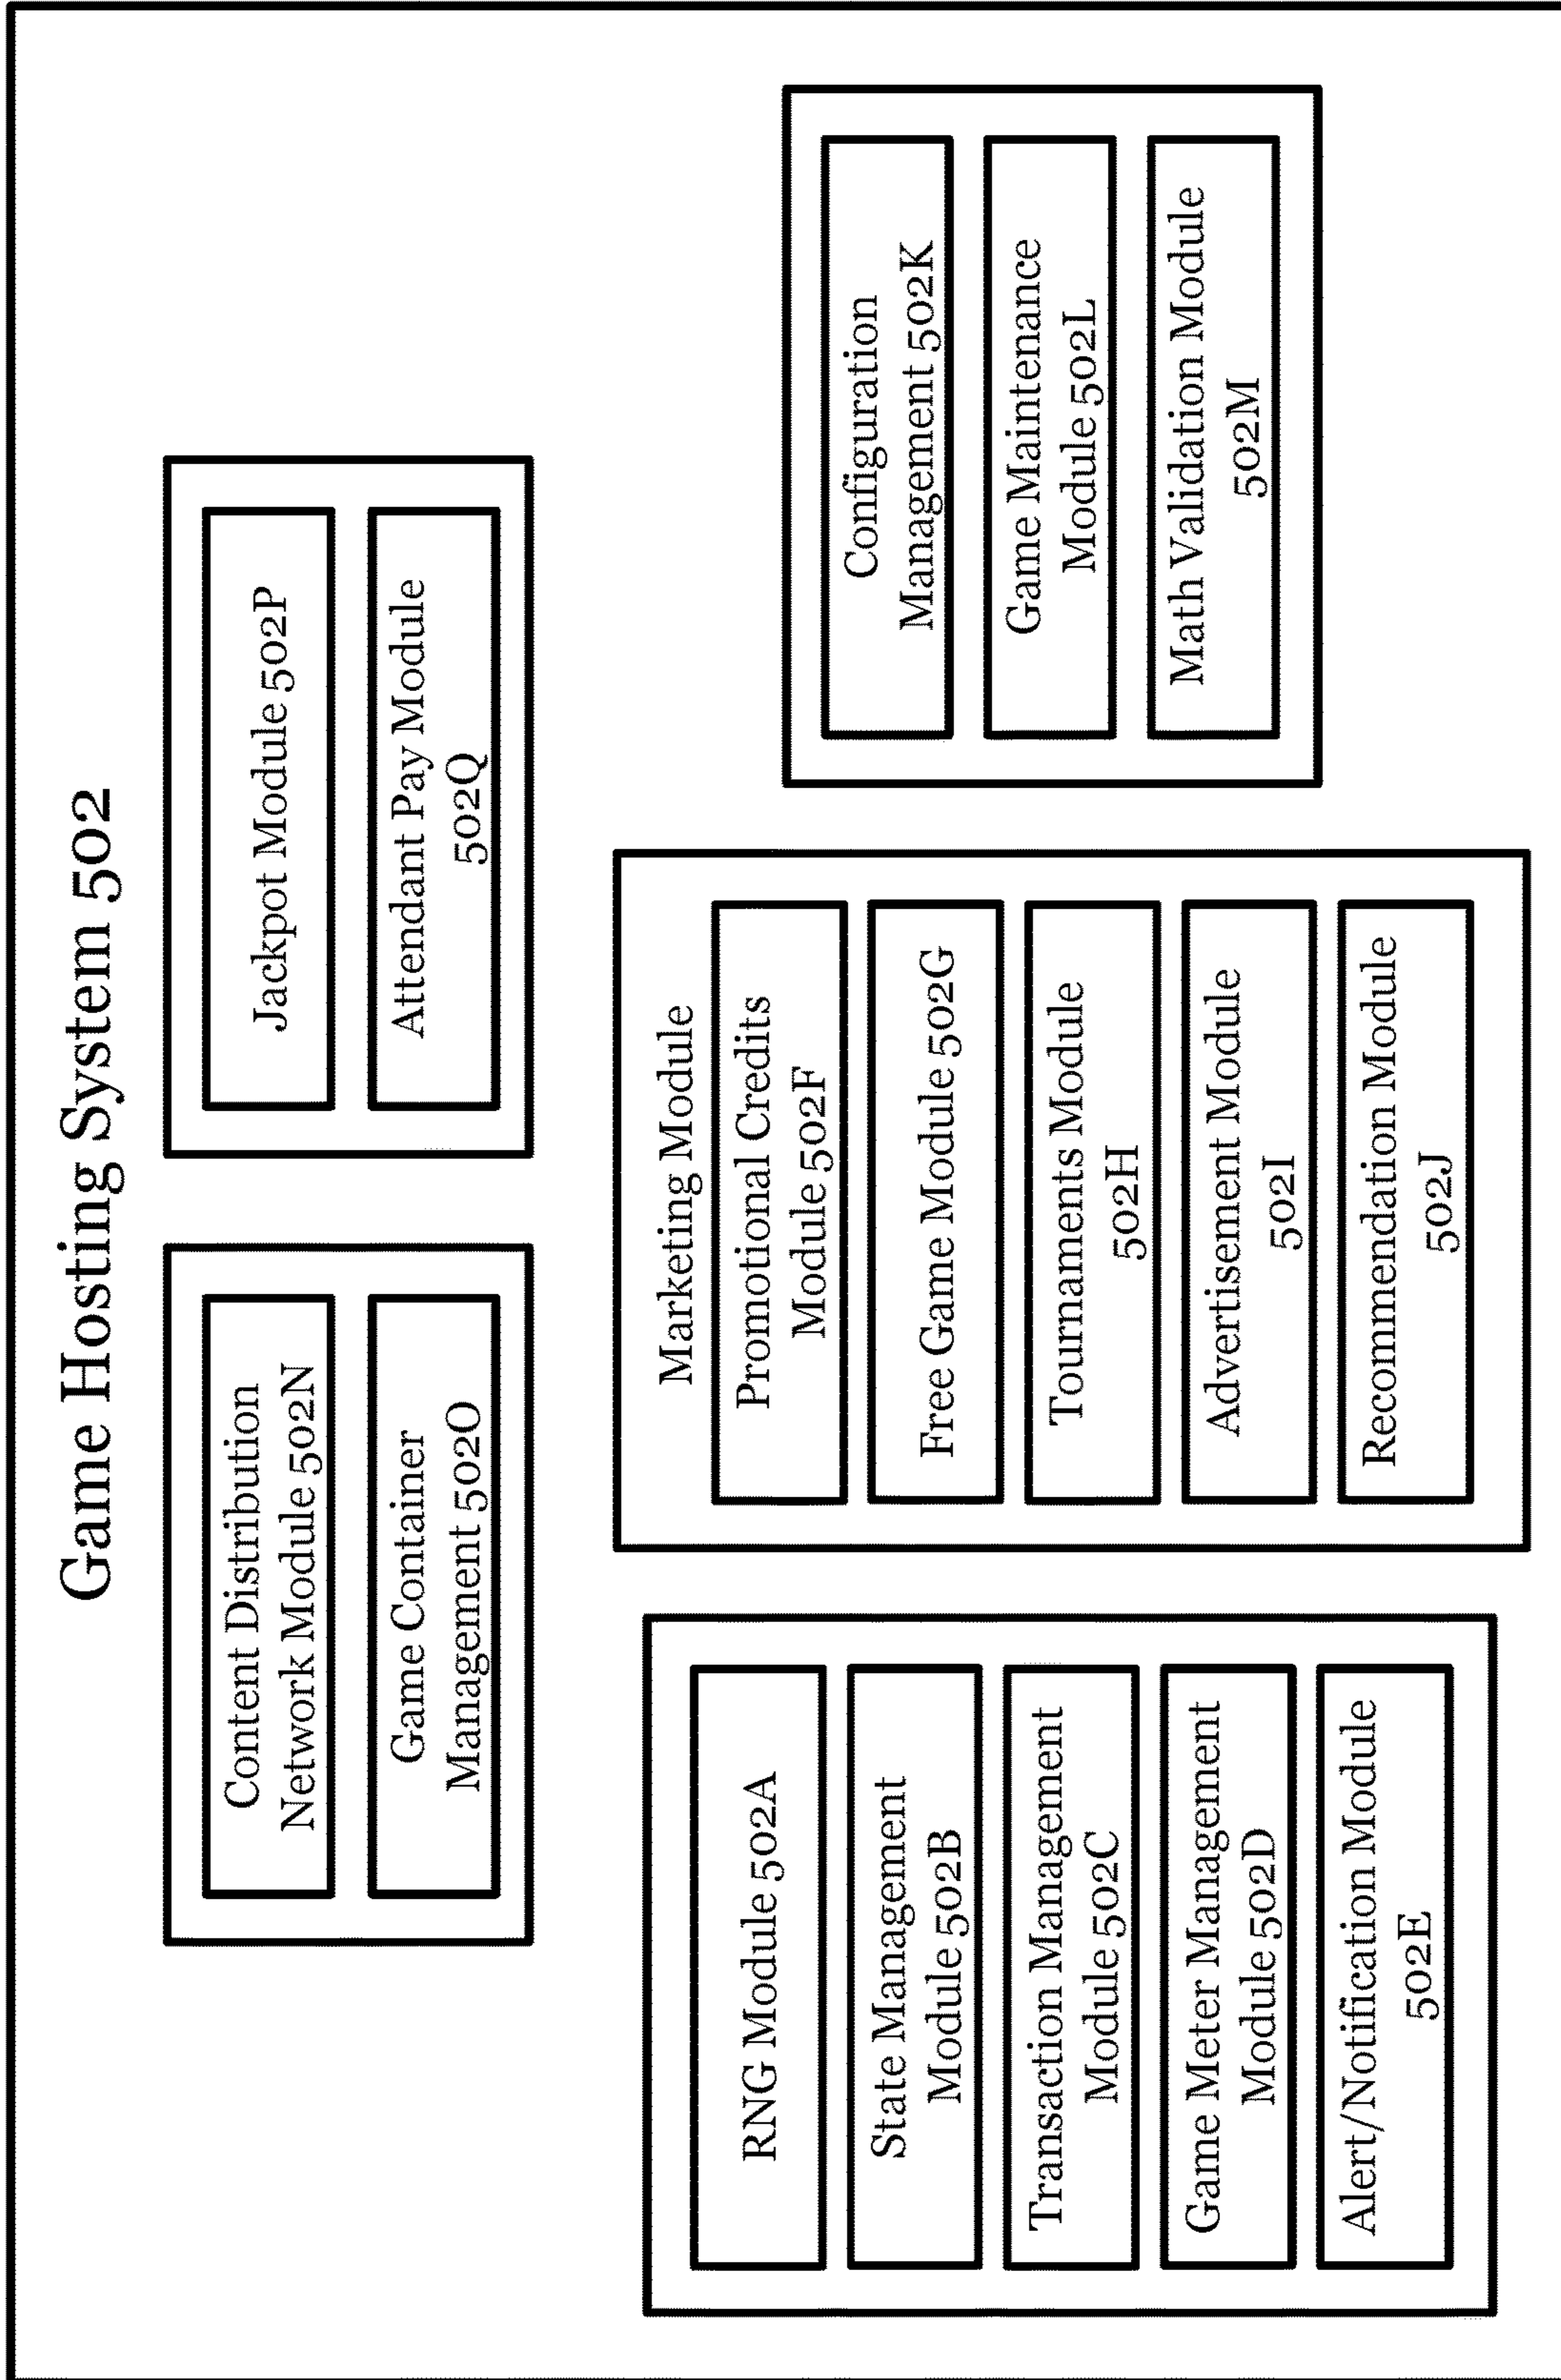 Game Hosting System 502
Content Distribution
Network Module 502N
Game Container
Management 502O
Jackpot Module 502P
Attendant Pay Module
502Q
RNG Module 502A
State Management
Module 502B
Transaction Management
Module 502C
Game Meter Management
Module 502D
Alert/Notification Module
502E
Marketing Module
Promotional Credits
Module 502F
Free Game Module 502G
Tournaments Module
502H
Advertisement Module
502I
Recommendation Module
502J
Configuration
Management 502K
Game Maintenance
Module 502L
Math Validation Module
502M